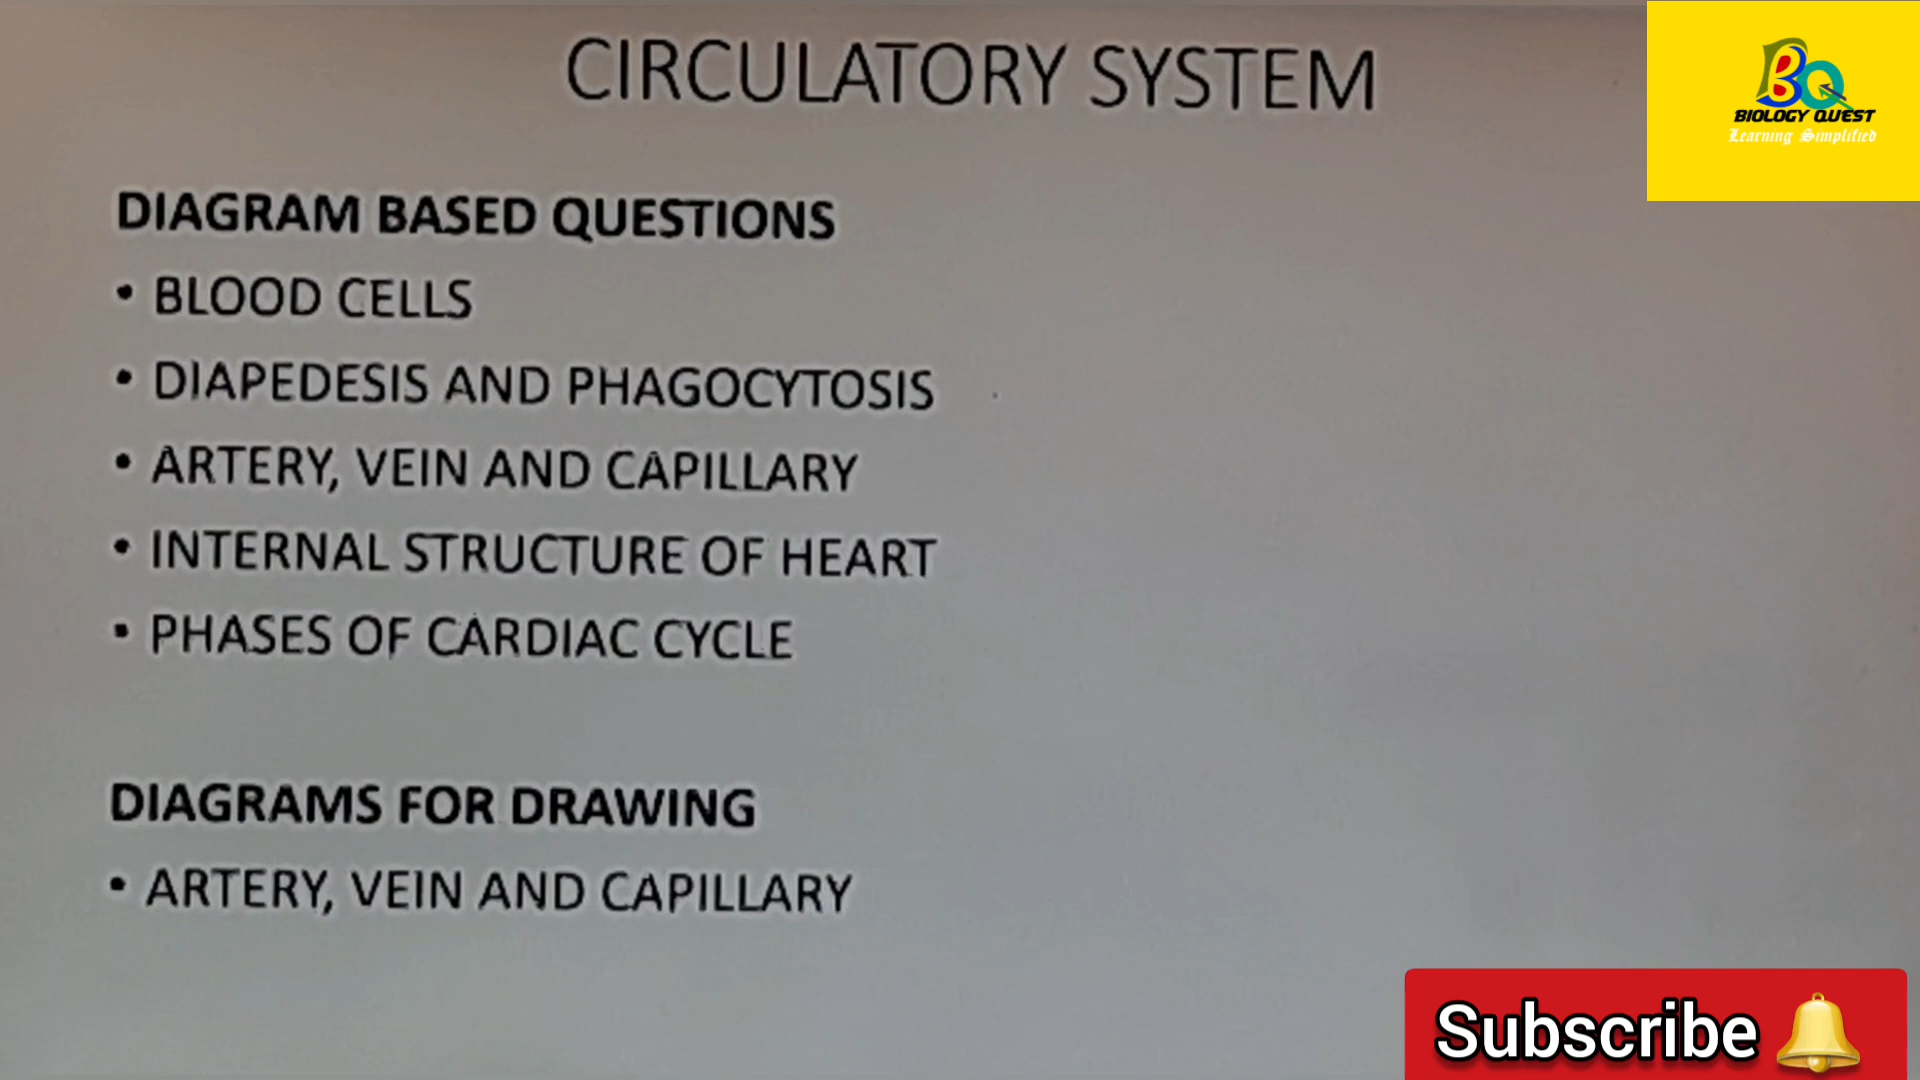 CIRCULATORY SYSTEM
BQ
BIOLOGY QUEST
Learning Simplified
DIAGRAM BASED QUESTIONS
• BLOOD CELLS
• DIAPEDESIS AND PHAGOCYTOSIS
• ARTERY, VEIN AND CAPILLARY
• INTERNAL STRUCTURE OF HEART
• PHASES OF CARDIAC CYCLE
DIAGRAMS FOR DRAWING
• ARTERY, VEIN AND CAPILLARY
Subscribe